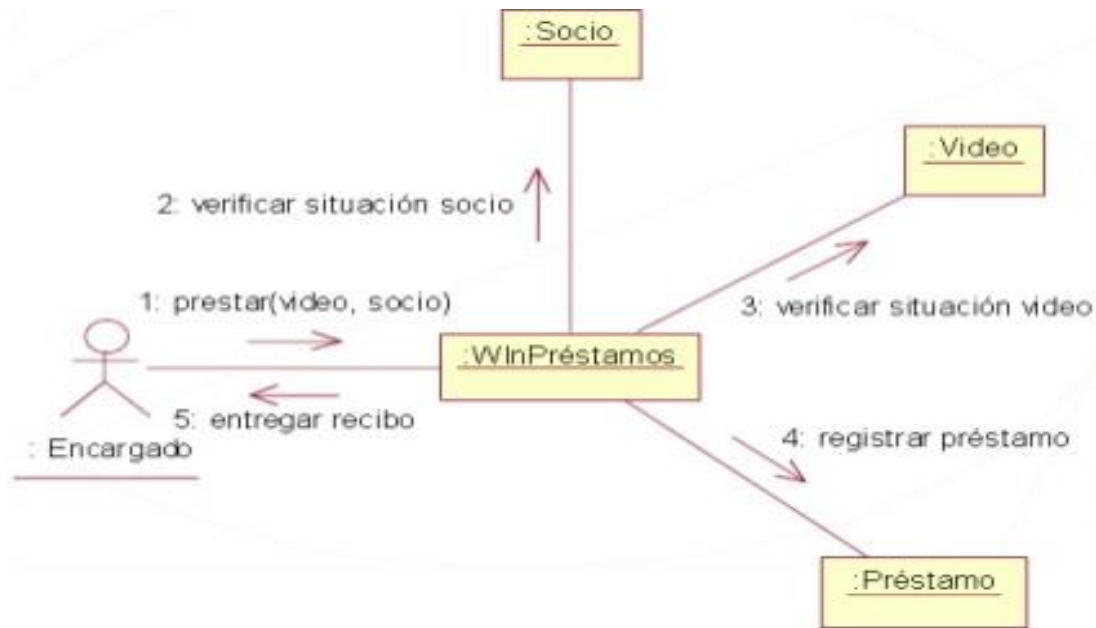 :Socio
:Video
2: verificar situación socio
1: prestar(video, socio)
3: verificar situación video
:WInPréstamos
5: entregar recibo
: Encargado
4: registrar préstamo
:Préstamo